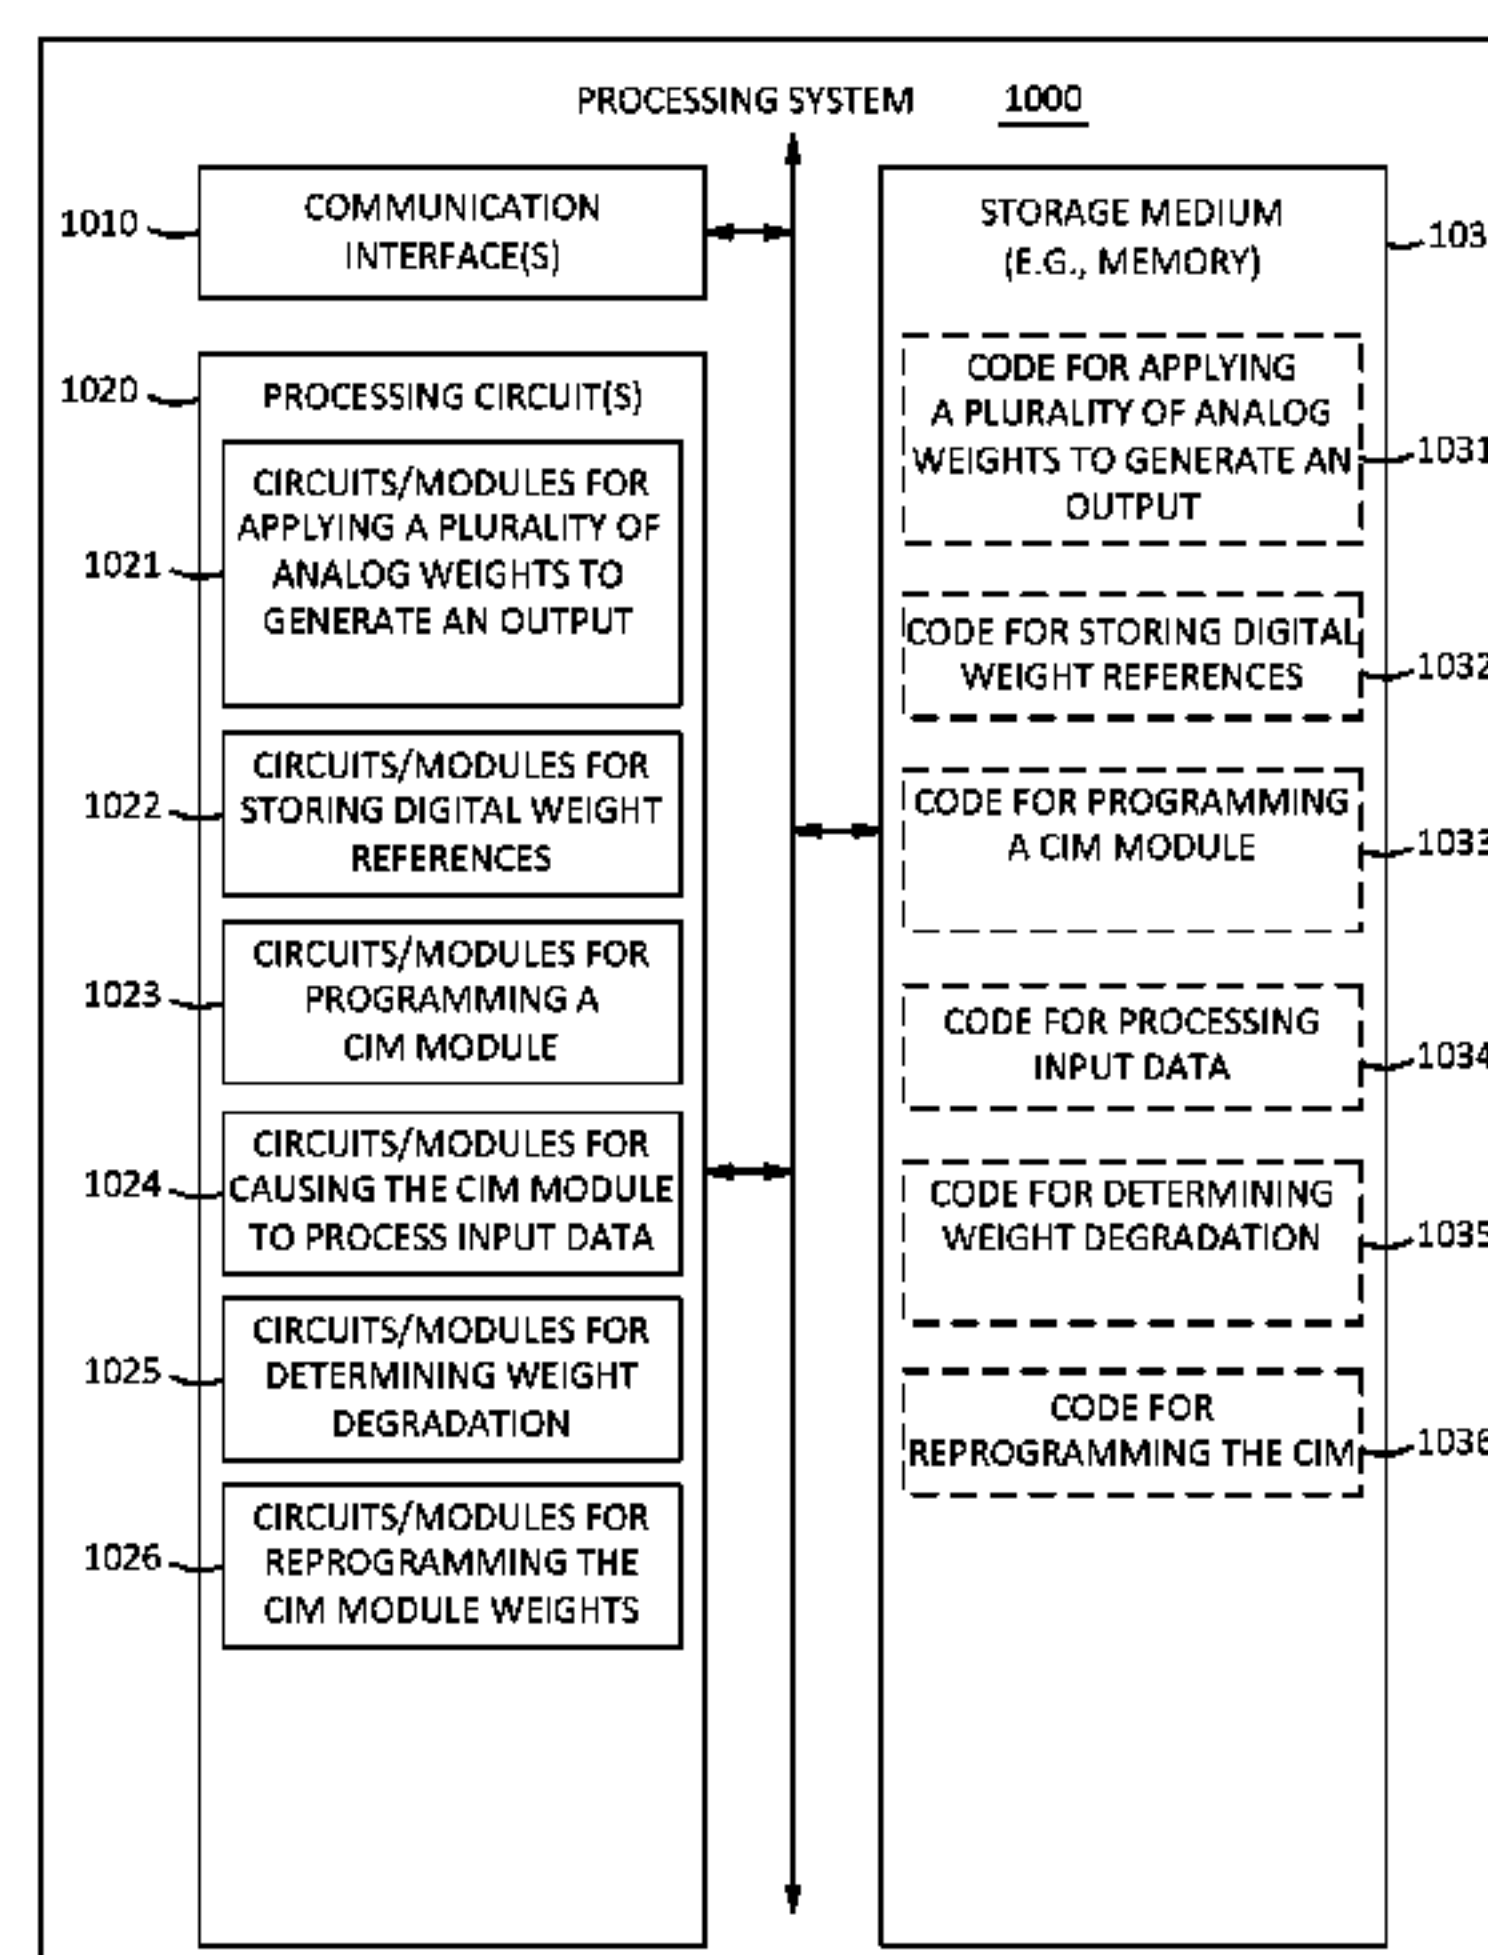 PROCESSING SYSTEM 1000
1010
COMMUNICATION
INTERFACE(S)
1020
PROCESSING CIRCUIT(S)
1021
CIRCUITS/MODULES FOR
APPLYING A PLURALITY OF
ANALOG WEIGHTS TO
GENERATE AN OUTPUT
1022
CIRCUITS/MODULES FOR
STORING DIGITAL WEIGHT
REFERENCES
1023
CIRCUITS/MODULES FOR
PROGRAMMING A
CIM MODULE
1024
CIRCUITS/MODULES FOR
CAUSING THE CIM MODULE
TO PROCESS INPUT DATA
1025
CIRCUITS/MODULES FOR
DETERMINING WEIGHT
DEGRADATION
1026
CIRCUITS/MODULES FOR
REPROGRAMMING THE
CIM MODULE WEIGHTS
STORAGE MEDIUM
(E.G., MEMORY)
103
CODE FOR APPLYING
A PLURALITY OF ANALOG
WEIGHTS TO GENERATE AN
OUTPUT
1031
CODE FOR STORING DIGITAL
WEIGHT REFERENCES
1032
CODE FOR PROGRAMMING
A CIM MODULE
1033
CODE FOR PROCESSING
INPUT DATA
1034
CODE FOR DETERMINING
WEIGHT DEGRADATION
1035
CODE FOR
REPROGRAMMING THE CIM
1036